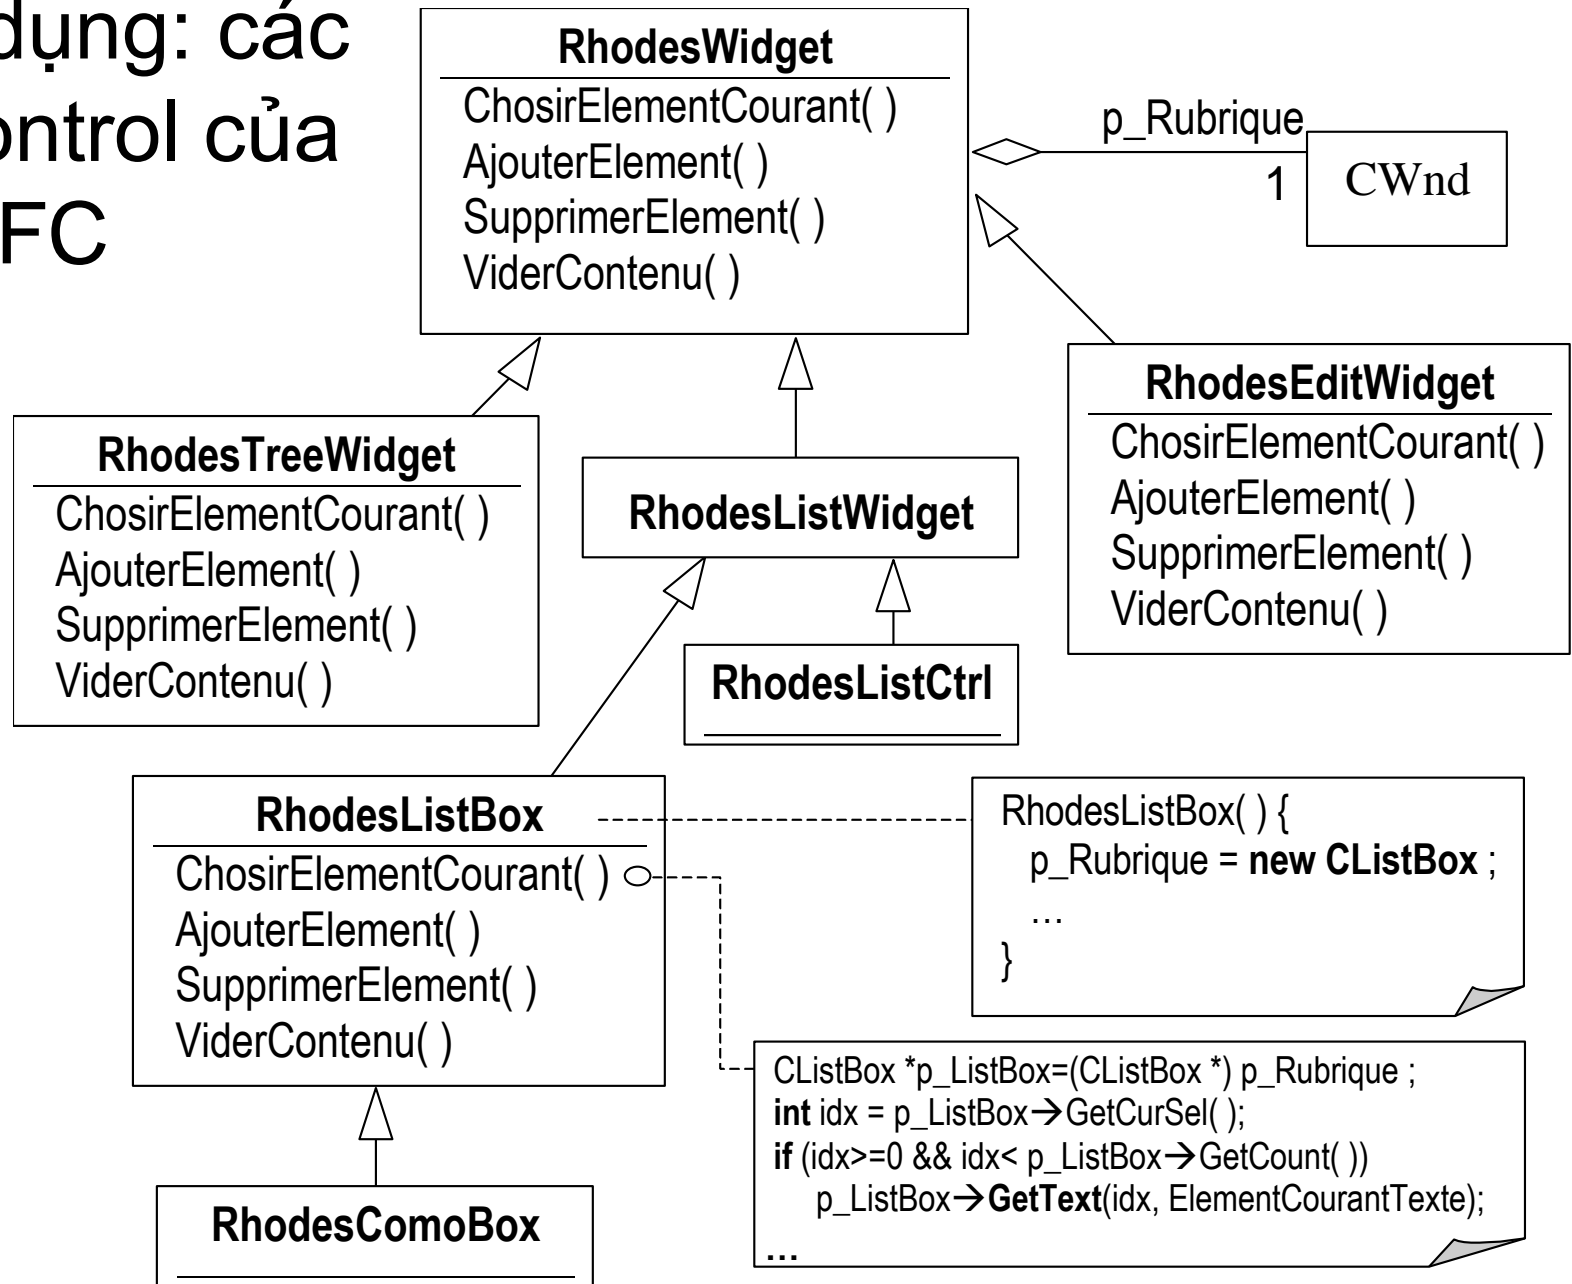 dụng: các
ontrol của
FC
RhodesWidget
ChosirElementCourant( )
AjouterElement( )
SupprimerElement( )
ViderContenu( )
p_Rubrique
1
CWnd
RhodesTreeWidget
ChosirElementCourant( )
AjouterElement( )
SupprimerElement( )
ViderContenu( )
RhodesListWidget
RhodesEditWidget
ChosirElementCourant( )
AjouterElement( )
SupprimerElement( )
ViderContenu( )
RhodesListCtrl
RhodesListBox
ChosirElementCourant( )
AjouterElement( )
SupprimerElement( )
ViderContenu( )
RhodesListBox( ) {
p_Rubrique = new CListBox ;
…
}
CListBox *p_ListBox=(CListBox *) p_Rubrique ;
int idx = p_ListBox→GetCurSel( );
if (idx>=0 && idx< p_ListBox→GetCount( ))
p_ListBox→GetText(idx, ElementCourantTexte);
…
RhodesComoBox